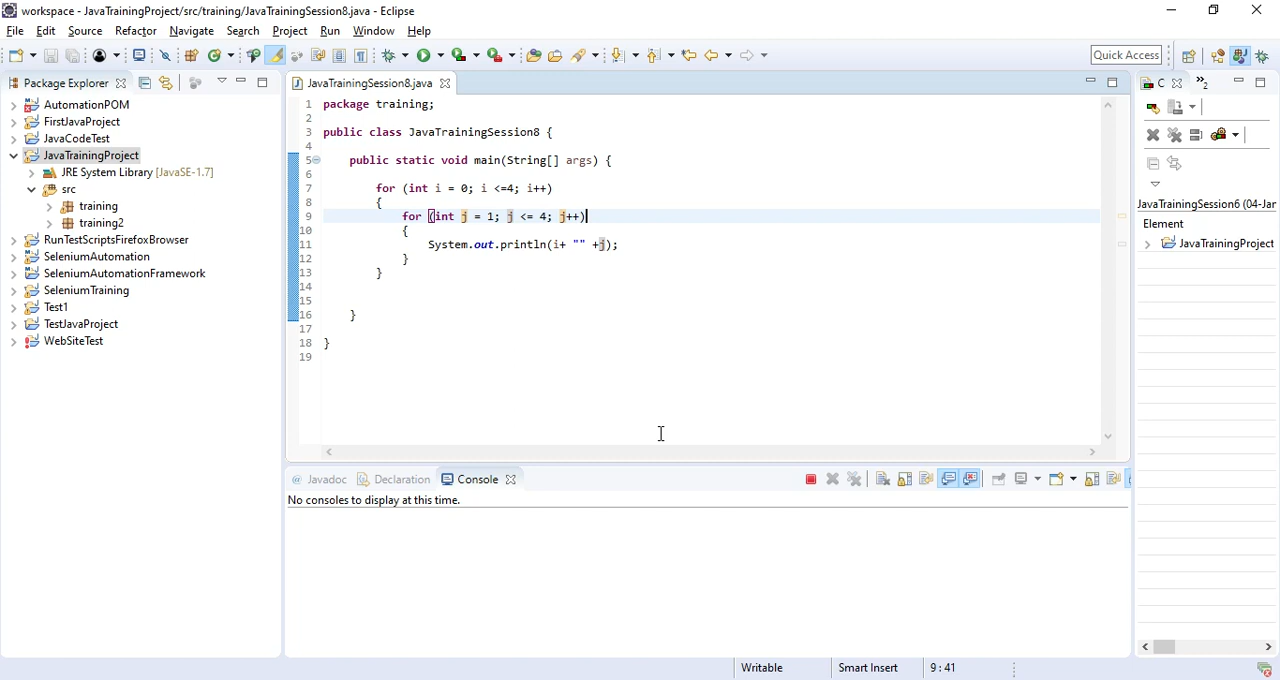 workspace - JavaTrainingProject/src/training/JavaTrainingSession8.java - Eclipse
File Edit Source Refactor Navigate Search Project Run Window Help
Quick Access
Package Explorer
JavaTrainingSession8.java
C
2
AutomationPOM
FirstJavaProject
JavaCodeTest
JavaTrainingProject
JRE System Library [JavaSE-1.7]
src
training
training2
RunTestScriptsFirefoxBrowser
SeleniumAutomation
SeleniumAutomationFramework
SeleniumTraining
Test1
TestJavaProject
WebSiteTest
1 package training;
2
3 public class JavaTrainingSession8 {
4
5 public static void main(String[] args) {
6
7 for (int i = 0; i <=4; i++)
8 {
9 for (int j = 1; j <= 4; j++)
10 {
11 System.out.println(i+ "" +j);
12 }
13 }
14
15
16 }
17
18 }
19
JavaTrainingSession6 (04-Jan
Element
JavaTrainingProject
@ Javadoc Declaration Console
No consoles to display at this time.
Writable Smart Insert 9 : 41